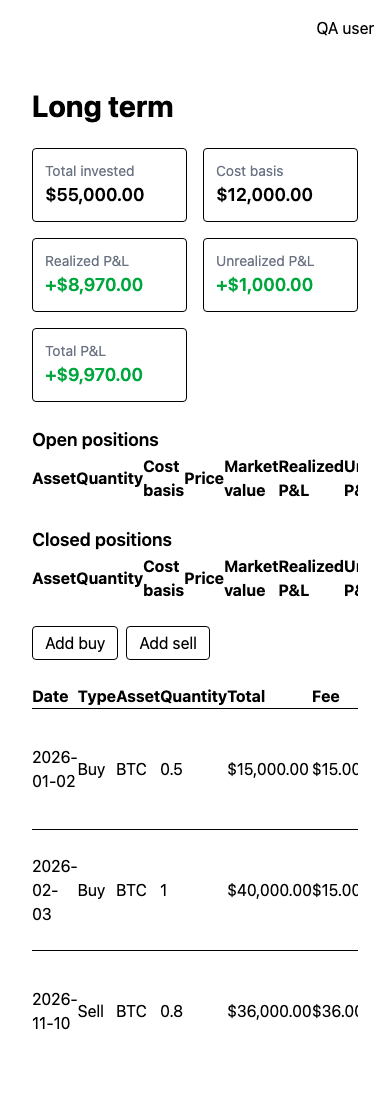 QA user
Long term
Total invested
$55,000.00
Cost basis
$12,000.00
Realized P&L
+$8,970.00
Unrealized P&L
+$1,000.00
Total P&L
+$9,970.00
Open positions
Asset Quantity Cost basis Price Market value Realized P&L
Closed positions
Asset Quantity Cost basis Price Market value Realized P&L
Add buy Add sell
Date Type Asset Quantity Total Fee
2026-01-02 Buy BTC 0.5 $15,000.00 $15.00
2026-02-03 Buy BTC 1 $40,000.00 $15.00
2026-11-10 Sell BTC 0.8 $36,000.00 $36.00